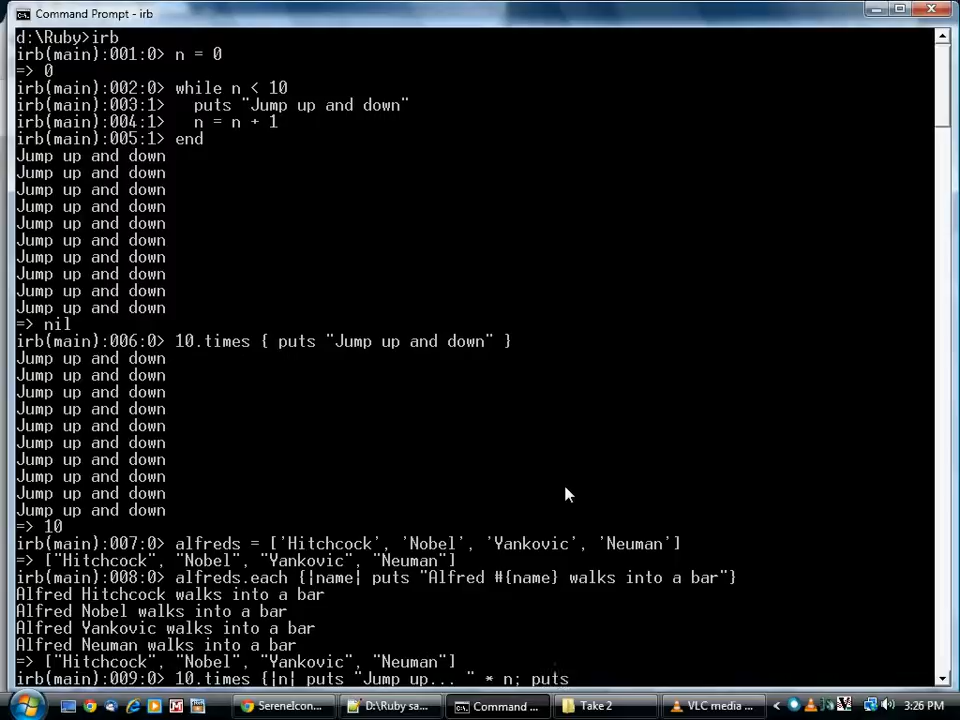 Command Prompt - irb
d:\Ruby>irb
irb(main):001:0> n = 0
=> 0
irb(main):002:0> while n < 10
irb(main):003:1>   puts "Jump up and down"
irb(main):004:1>   n = n + 1
irb(main):005:1> end
Jump up and down
Jump up and down
Jump up and down
Jump up and down
Jump up and down
Jump up and down
Jump up and down
Jump up and down
Jump up and down
Jump up and down
=> nil
irb(main):006:0> 10.times { puts "Jump up and down" }
Jump up and down
Jump up and down
Jump up and down
Jump up and down
Jump up and down
Jump up and down
Jump up and down
Jump up and down
Jump up and down
Jump up and down
=> 10
irb(main):007:0> alfreds = ['Hitchcock', 'Nobel', 'Yankovic', 'Neuman']
=> ["Hitchcock", "Nobel", "Yankovic", "Neuman"]
irb(main):008:0> alfreds.each {|name| puts "Alfred #{name} walks into a bar"}
Alfred Hitchcock walks into a bar
Alfred Nobel walks into a bar
Alfred Yankovic walks into a bar
Alfred Neuman walks into a bar
=> ["Hitchcock", "Nobel", "Yankovic", "Neuman"]
irb(main):009:0> 10.times {|n| puts "Jump up... " * n; puts
SereneIcon... D:\Ruby sa... Command ... Take 2 VLC media ... 3:26 PM